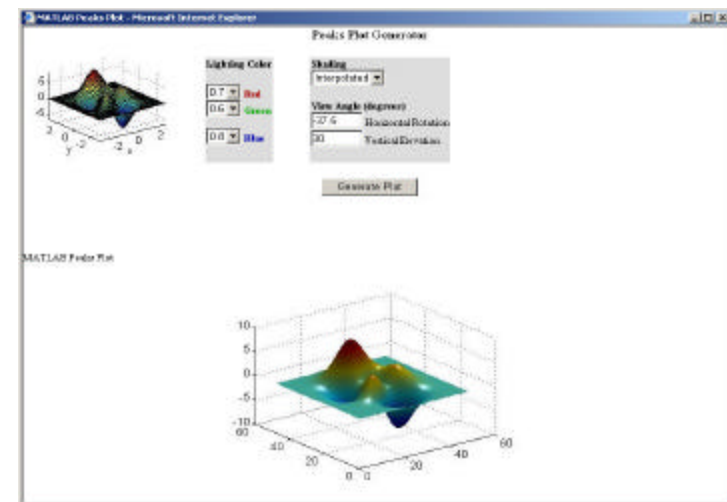 MATLAB Peaks Plot - Microsoft Internet Explorer
Peaks Plot Generator
Lighting Color
0.7 Red
0.6 Green
0.8 Blue
Shading
Interpolated
View Angle (degrees)
-37.5 Horizontal Rotation
30 Vertical Elevation
Generate Plot
5
0
-5
2
0
-2
y
-2
0
2
x
MATLAB Peaks Plot
10
5
0
-5
-10
60
40
20
0
0
20
40
60